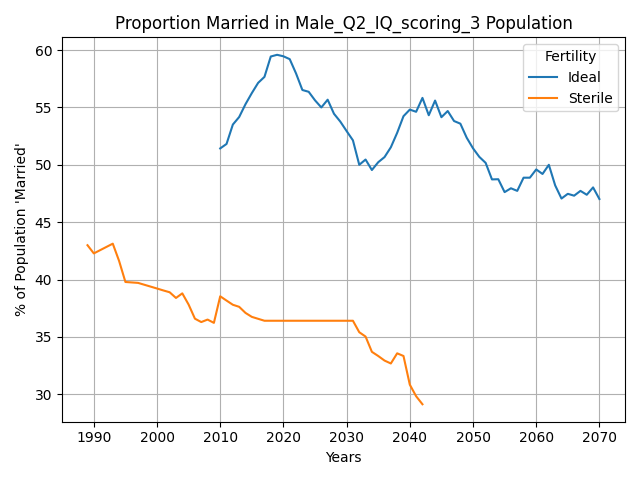 Proportion Married in Male_Q2_IQ_scoring_3 Population
Fertility
Ideal
Sterile
% of Population 'Married'
60
55
50
45
40
35
30
1990 2000 2010 2020 2030 2040 2050 2060 2070
Years